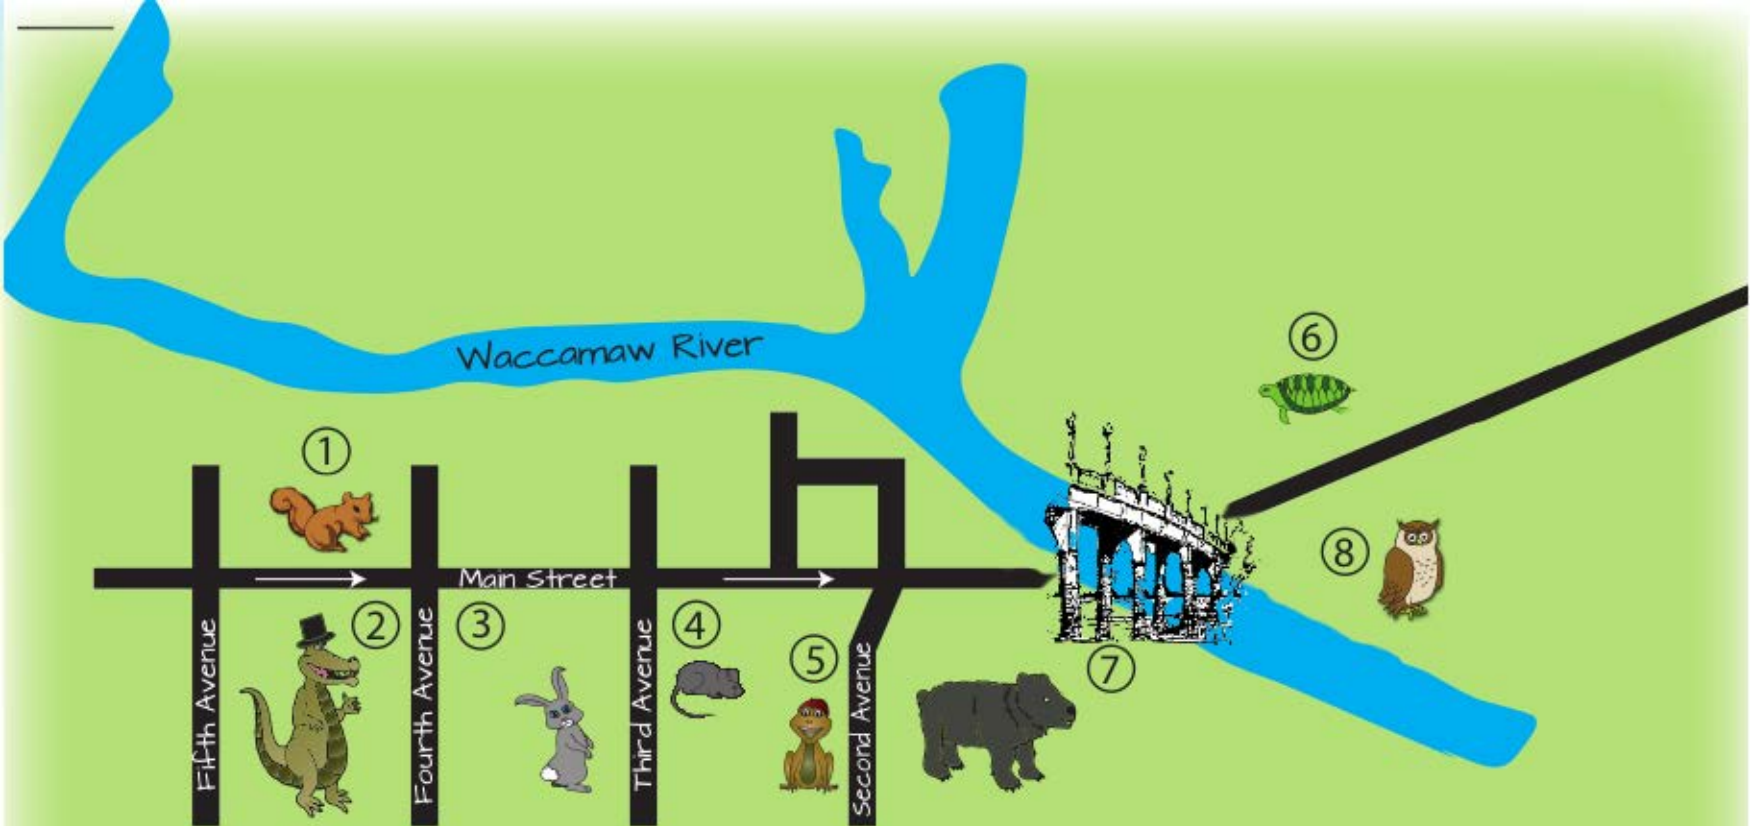 Waccamaw River
6
1
8
Main Street
2
3
4
5
7
Fifth Avenue
Fourth Avenue
Third Avenue
Second Avenue